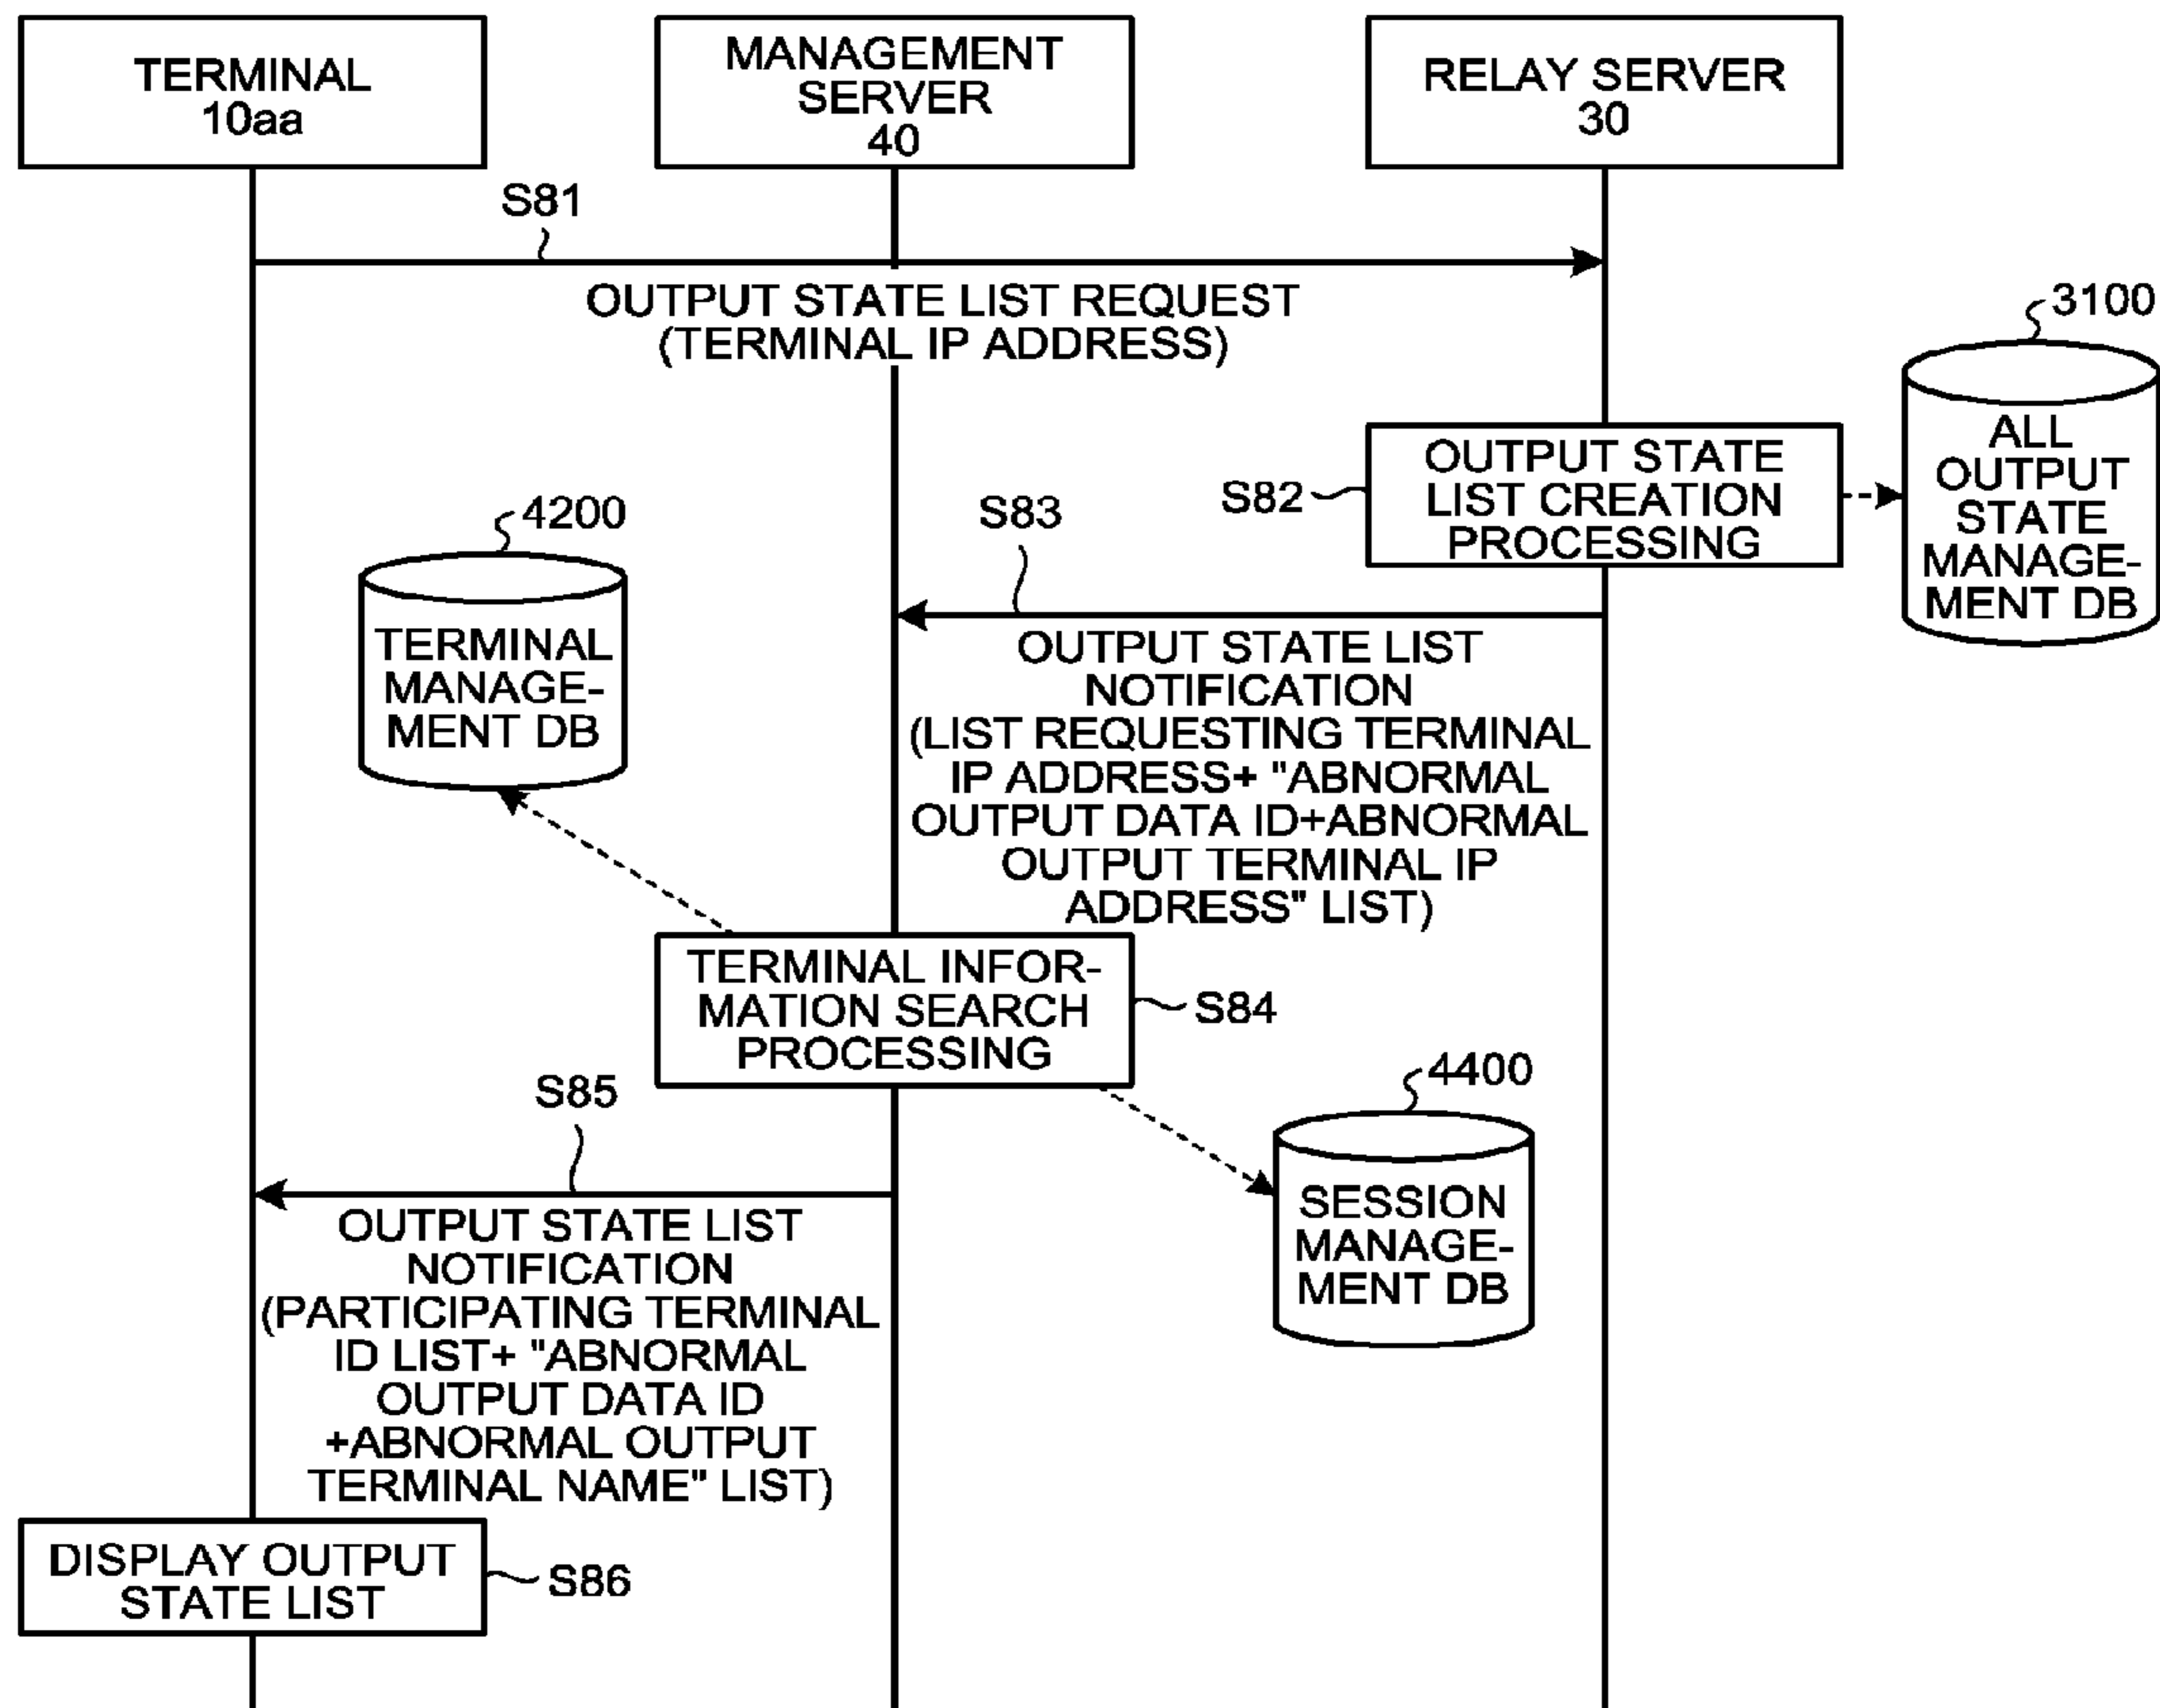 TERMINAL
10aa
MANAGEMENT
SERVER
40
RELAY SERVER
30
S81
OUTPUT STATE LIST REQUEST
(TERMINAL IP ADDRESS)
3100
ALL
OUTPUT
STATE
MANAGE-
MENT DB
S82
OUTPUT STATE
LIST CREATION
PROCESSING
4200
TERMINAL
MANAGE-
MENT DB
S83
OUTPUT STATE LIST
NOTIFICATION
(LIST REQUESTING TERMINAL
IP ADDRESS+ "ABNORMAL
OUTPUT DATA ID+ABNORMAL
OUTPUT TERMINAL IP
ADDRESS" LIST)
TERMINAL INFOR-
MATION SEARCH
PROCESSING
S84
4400
SESSION
MANAGE-
MENT DB
S85
OUTPUT STATE LIST
NOTIFICATION
(PARTICIPATING TERMINAL
ID LIST+ "ABNORMAL
OUTPUT DATA ID
+ABNORMAL OUTPUT
TERMINAL NAME" LIST)
DISPLAY OUTPUT
STATE LIST
S86